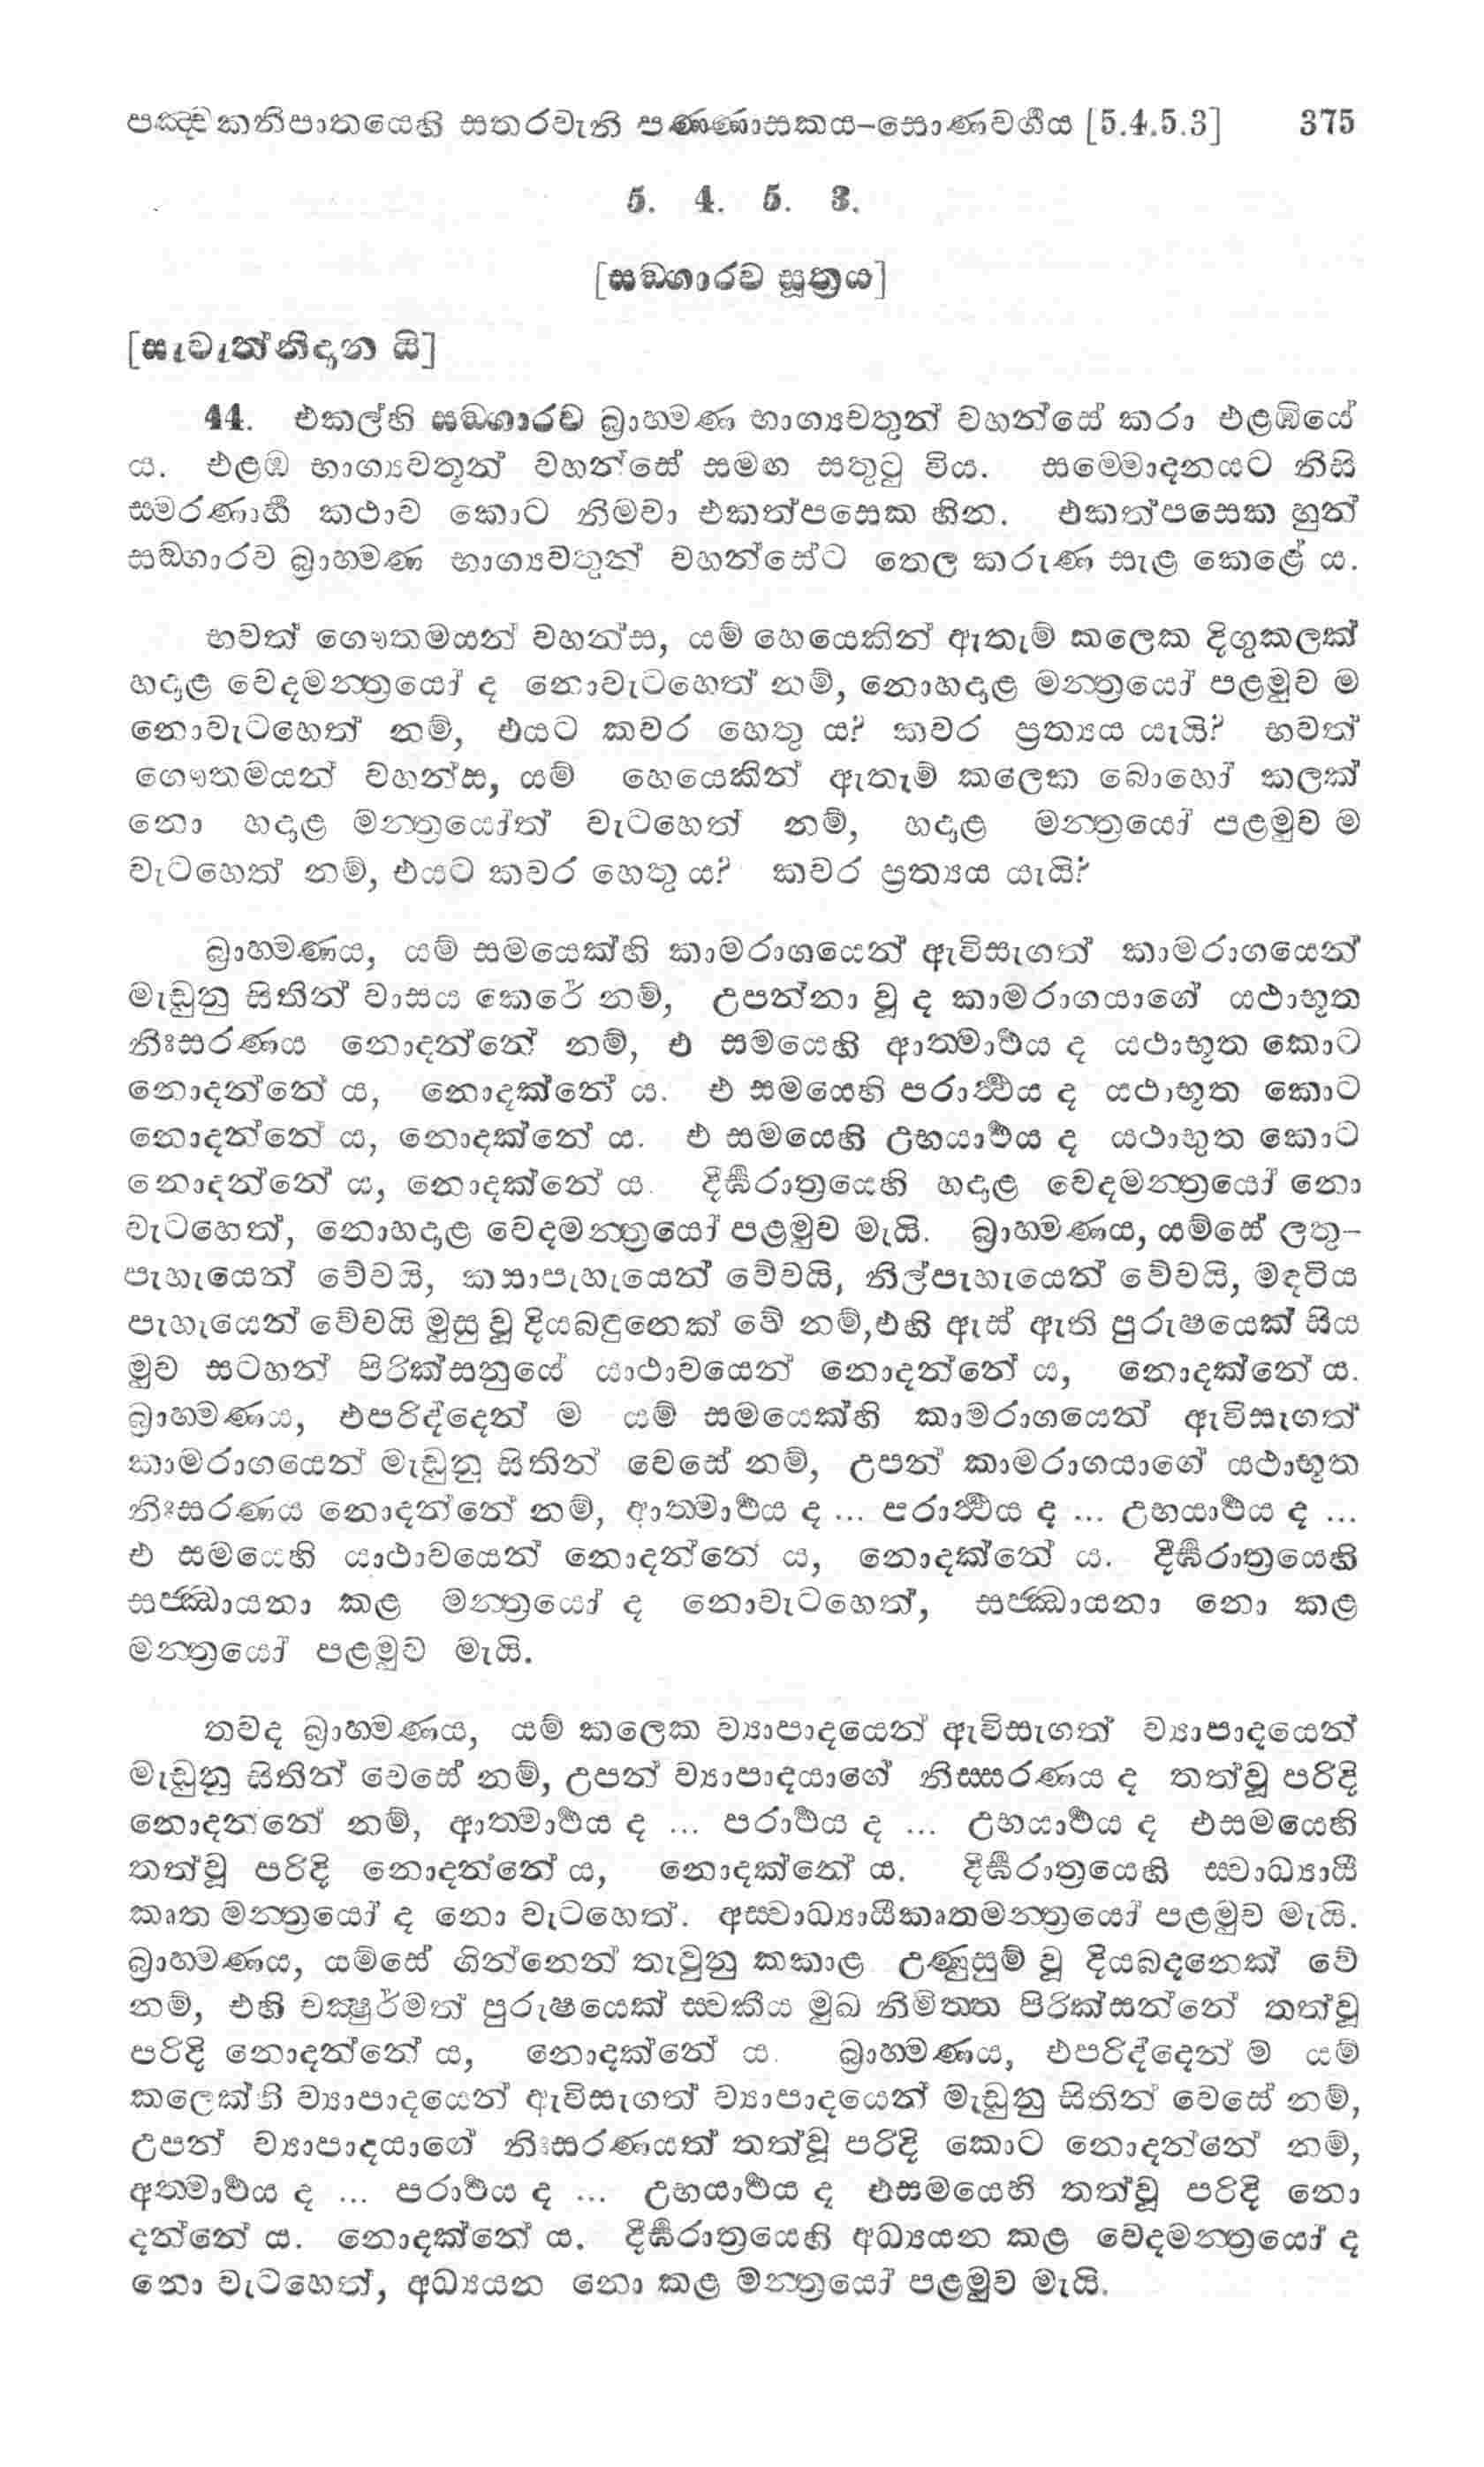 පඤ්චකනිපාතයෙහි සතරවැනි පණ්ණාසකය-සොණවර්ගය [5.4.5.3] 375
5. 4. 5. 3.
[සඞ්ගාරව සූත්‍රය]
[සැවැත්නිදාන යි]
44. එකල්හි සඞ්ගාරව බ්‍රාහ්මණ භාග්‍යවතුන් වහන්සේ කරා එළඹියේ
ය. එළඹ භාග්‍යවතුන් වහන්සේ සමඟ සතුටු විය. සම්මොදනයට නිසි
සමරණාර්හී කථාව කොට නිමවා එකත්පසෙක හින. එකත්පසෙක හුන්
සඞ්ගාරව බ්‍රාහ්මණ භාග්‍යවතුන් වහන්සේට තෙල කරුණ සැළ කෙළේ ය.
භවත් ගෞතමයන් වහන්ස, යම් හෙයෙකින් ඇතැම් කලෙක දිගුකලක්
හදාළ වේදමන්ත්‍රයෝ ද නොවැටහෙත් නම්, නොහදාළ මන්ත්‍රයෝ පළමුව ම
නොවැටහෙත් නම්, එයට කවර හෙතු ය? කවර ප්‍රත්‍යය යැයි? භවත්
ගෞතමයන් වහන්ස, යම් හෙයෙකින් ඇතැම් කලෙක බොහෝ කලක්
නො හදාළ මන්ත්‍රයෝත් වැටහෙත් නම්, හදාළ මන්ත්‍රයෝ පළමුව ම
වැටහෙත් නම්, එයට කවර හෙතු ය? කවර ප්‍රත්‍යය යැයි?
බ්‍රාහ්මණය, යම් සමයෙක්හි කාමරාගයෙන් ඇවිසැගත් කාමරාගයෙන්
මැඩුනු සිතින් වාසය කෙරේ නම්, උපන්නා වූ ද කාමරාගයාගේ යථාභූත
නිඃසරණය නොදන්නේ නම්, එ සමයෙහි ආත්මාර්ථය ද යථාභූත කොට
නොදන්නේ ය, නොදක්නේ ය. එ සමයෙහි පරාර්ත්‍ථය ද යථාභූත කොට
නොදන්නේ ය, නොදක්නේ ය. එ සමයෙහි උභයාර්ථය ද යථාභූත කොට
නොදන්නේ ය, නොදක්නේ ය. දීර්ඝරාත්‍රයෙහි හදාළ වේදමන්ත්‍රයෝ නො
වැටහෙත්, නොහදාළ වේදමන්ත්‍රයෝ පළමුව මැයි. බ්‍රාහ්මණය, යම්සේ ලතු-
පැහැයෙන් වේවයි, කසාපැහැයෙන් වේවයි, නිල්පැහැයෙන් වේවයි, මදටිය
පැහැයෙන් වේවයි මුසු වූ දියබඳුනෙක් වේ නම්,එහි ඇස් ඇති පුරුෂයෙක් සිය
මුව සටහන් පිරික්සනුයේ යාථාවයෙන් නොදන්නේ ය, නොදක්නේ ය.
බ්‍රාහ්මණය, එපරිද්දෙන් ම යම් සමයෙක්හි කාමරාගයෙන් ඇවිසැගත්
කාමරාගයෙන් මැඩුනු සිතින් වෙසේ නම්, උපන් කාමරාගයාගේ යථාභූත
නිඃසරණය නොදන්නේ නම්, ආත්මාර්ථය ද ... පරාර්ත්‍ථය ද ... උභයාර්ථය ද ...
එ සමයෙහි යාථාවයෙන් නොදන්නේ ය, නොදක්නේ ය. දීර්ඝරාත්‍රයෙහි
සජ්ඣායනා කළ මන්ත්‍රයෝ ද නොවැටහෙත්, සජ්ඣායනා නො කළ
මන්ත්‍රයෝ පළමුව මැයි.
තවද බ්‍රාහ්මණය, යම් කලෙක ව්‍යාපාදයෙන් ඇවිසැගත් ව්‍යාපාදයෙන්
මැඩුනු සිතින් වෙසේ නම්, උපන් ව්‍යාපාදයාගේ නිස්සරණය ද තත්වූ පරිදි
නොදන්නේ නම්, ආත්මාර්ථය ද ... පරාර්ථය ද ... උභයාර්ථය ද එසමයෙහි
තත්වූ පරිදි නොදන්නේ ය, නොදක්නේ ය. දීර්ඝරාත්‍රයෙහි ස්වාධ්‍යායී
කෘත මන්ත්‍රයෝ ද නො වැටහෙත්. අස්වාධ්‍යායීකෘතමන්ත්‍රයෝ පළමුව මැයි.
බ්‍රාහ්මණය, යම්සේ ගින්නෙන් තැවුනු කකාළ උණුසුම් වූ දියබදනෙක් වේ
නම්, එහි චක්‍ෂුර්මත් පුරුෂයෙක් ස්වකීය මුඛ නිමිත්ත පිරික්සන්නේ තත්වූ
පරිදි නොදන්නේ ය, නොදක්නේ ය. බ්‍රාහ්මණය, එපරිද්දෙන් ම යම්
කලෙක්හි ව්‍යාපාදයෙන් ඇවිසැගත් ව්‍යාපාදයෙන් මැඩුනු සිතින් වෙසේ නම්,
උපන් ව්‍යාපාදයාගේ නිඃසරණයත් තත්වූ පරිදි කොට නොදන්නේ නම්,
අත්මාර්ථය ද ... පරාර්ථය ද ... උභයාර්ථය ද එසමයෙහි තත්වූ පරිදි නො
දන්නේ ය. නොදක්නේ ය. දීර්ඝරාත්‍රයෙහි අධ්‍යයන කළ වේදමන්ත්‍රයෝ ද
නො වැටහෙත්, අධ්‍යයන නො කළ මන්ත්‍රයෝ පළමුව මැයි.